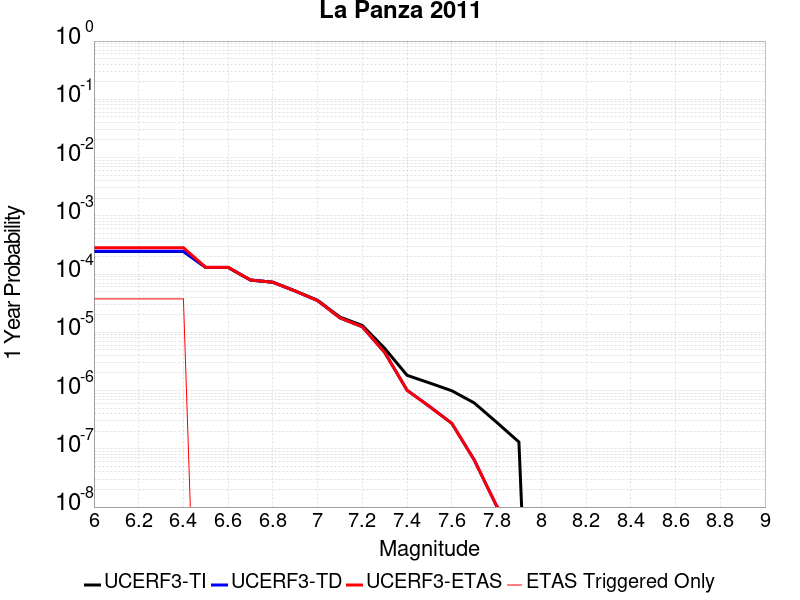 La Panza 2011
10^0
10^-1
10^-2
10^-3
10^-4
10^-5
10^-6
10^-7
10^-8
1 Year Probability
6 6.2 6.4 6.6 6.8 7 7.2 7.4 7.6 7.8 8 8.2 8.4 8.6 8.8 9
Magnitude
UCERF3-TI UCERF3-TD UCERF3-ETAS ETAS Triggered Only